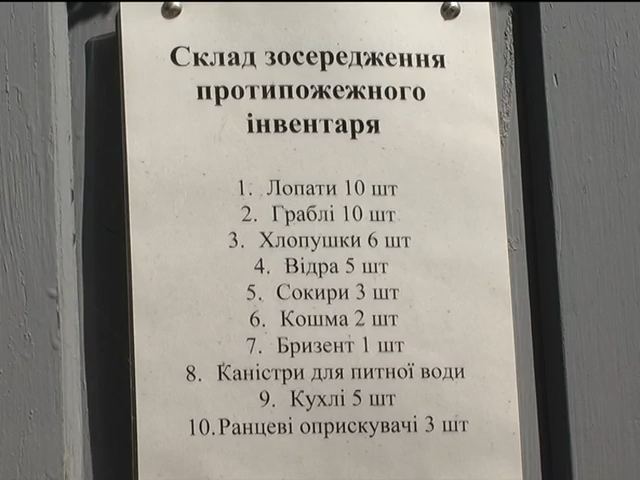 Склад зосередження
протипожежного
інвентаря
1. Лопати 10 шт
2. Граблі 10 шт
3. Хлопушки 6 шт
4. Відра 5 шт
5. Сокири 3 шт
6. Кошма 2 шт
7. Бризент 1 шт
8. Каністри для питної води
9. Кухлі 5 шт
10.Ранцеві оприскувачі 3 шт